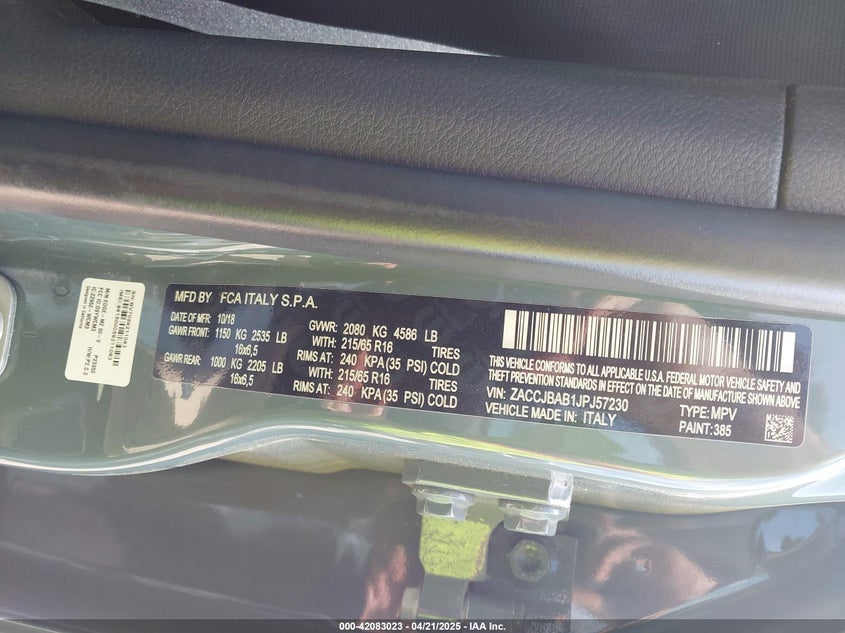 MFD BY FCA ITALY S.P.A.
DATE OF MFR: 10/18
GAWR FRONT: 1150 KG 2535 LB
16x6,5
GAWR REAR: 1000 KG 2205 LB
16x6,5
GVWR: 2080 KG 4586 LB
WITH: 215/65 R16 TIRES
RIMS AT: 240 KPA (35 PSI) COLD
WITH: 215/65 R16 TIRES
RIMS AT: 240 KPA (35 PSI) COLD
THIS VEHICLE CONFORMS TO ALL APPLICABLE U.S.A. FEDERAL MOTOR VEHICLE SAFETY AND
THEFT PREVENTION STANDARDS IN EFFECT ON THE DATE OF MANUFACTURE SHOWN ABOVE
VIN: ZACCJBAB1JPJ57230 TYPE: MPV
VEHICLE MADE IN: ITALY PAINT: 385
000-42083023 / 04/21/2025 - IAA Inc.